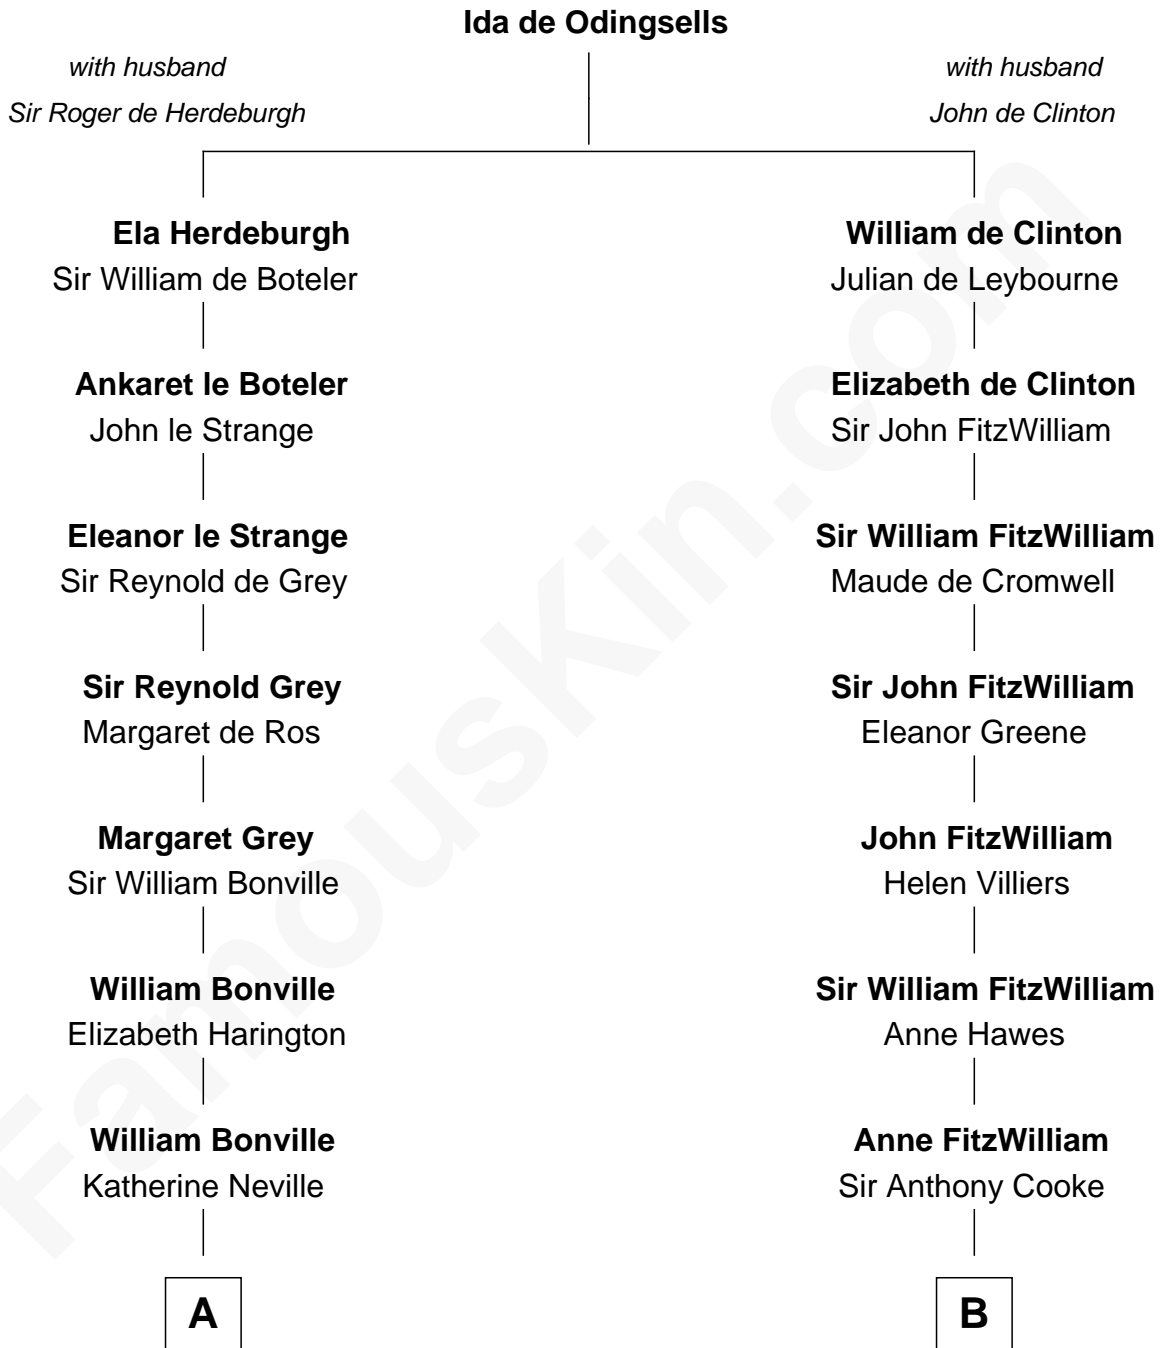 Ida de Odingsells
with husband
Sir Roger de Herdeburgh
with husband
John de Clinton
Ela Herdeburgh
Sir William de Boteler
William de Clinton
Julian de Leybourne
Ankaret le Boteler
John le Strange
Elizabeth de Clinton
Sir John FitzWilliam
Eleanor le Strange
Sir Reynold de Grey
Sir William FitzWilliam
Maude de Cromwell
Sir Reynold Grey
Margaret de Ros
Sir John FitzWilliam
Eleanor Greene
Margaret Grey
Sir William Bonville
John FitzWilliam
Helen Villiers
William Bonville
Elizabeth Harington
Sir William FitzWilliam
Anne Hawes
William Bonville
Katherine Neville
Anne FitzWilliam
Sir Anthony Cooke
A
B
FamousKin.com